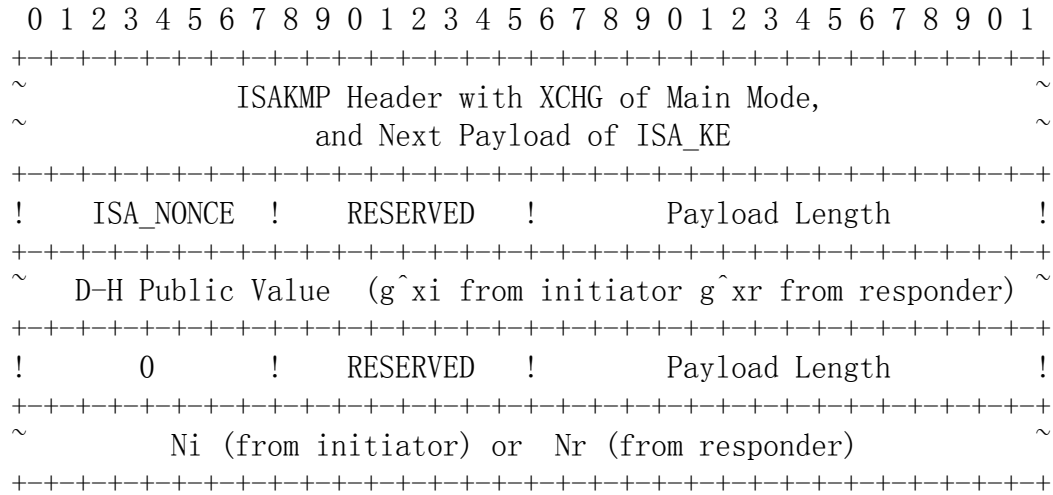 0 1 2 3 4 5 6 7 8 9 0 1 2 3 4 5 6 7 8 9 0 1 2 3 4 5 6 7 8 9 0 1
+-+-+-+-+-+-+-+-+-+-+-+-+-+-+-+-+-+-+-+-+-+-+-+-+-+-+-+-+-+-+-+-+
~ ISAKMP Header with XCHG of Main Mode, ~
~ and Next Payload of ISA_KE ~
+-+-+-+-+-+-+-+-+-+-+-+-+-+-+-+-+-+-+-+-+-+-+-+-+-+-+-+-+-+-+-+-+
! ISA_NONCE ! RESERVED ! Payload Length !
+-+-+-+-+-+-+-+-+-+-+-+-+-+-+-+-+-+-+-+-+-+-+-+-+-+-+-+-+-+-+-+-+
~ D-H Public Value (g^xi from initiator g^xr from responder) ~
+-+-+-+-+-+-+-+-+-+-+-+-+-+-+-+-+-+-+-+-+-+-+-+-+-+-+-+-+-+-+-+-+
! 0 ! RESERVED ! Payload Length !
+-+-+-+-+-+-+-+-+-+-+-+-+-+-+-+-+-+-+-+-+-+-+-+-+-+-+-+-+-+-+-+-+
~ Ni (from initiator) or Nr (from responder) ~
+-+-+-+-+-+-+-+-+-+-+-+-+-+-+-+-+-+-+-+-+-+-+-+-+-+-+-+-+-+-+-+-+